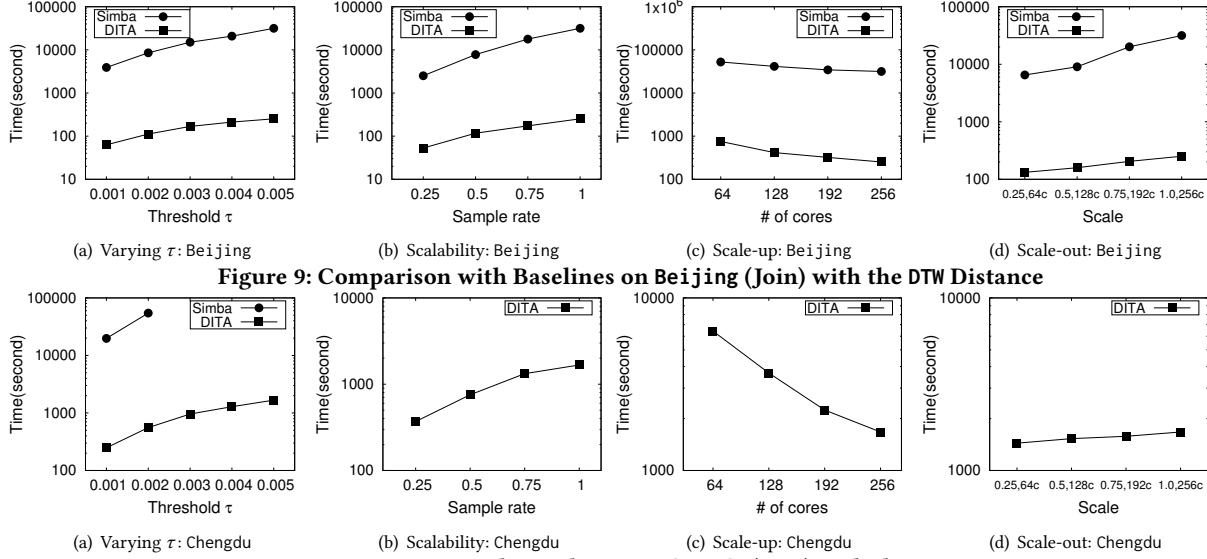 Simba
DITA
100000
10000
1000
100
10
Time(second)
0.001 0.002 0.003 0.004 0.005
Threshold τ
(a) Varying τ: Beijing
Simba
DITA
100000
10000
1000
100
10
Time(second)
0.25 0.5 0.75 1
Sample rate
(b) Scalability: Beijing
Simba
DITA
1x10^6
100000
10000
1000
100
Time(second)
64 128 192 256
# of cores
(c) Scale-up: Beijing
Simba
DITA
100000
10000
1000
100
Time(second)
0.25,64c 0.5,128c 0.75,192c 1.0,256c
Scale
(d) Scale-out: Beijing
Figure 9: Comparison with Baselines on Beijing (Join) with the DTW Distance
Simba
DITA
100000
10000
1000
100
Time(second)
0.001 0.002 0.003 0.004 0.005
Threshold τ
(a) Varying τ: Chengdu
DITA
10000
1000
100
Time(second)
0.25 0.5 0.75 1
Sample rate
(b) Scalability: Chengdu
DITA
10000
1000
Time(second)
64 128 192 256
# of cores
(c) Scale-up: Chengdu
DITA
10000
1000
Time(second)
0.25,64c 0.5,128c 0.75,192c 1.0,256c
Scale
(d) Scale-out: Chengdu